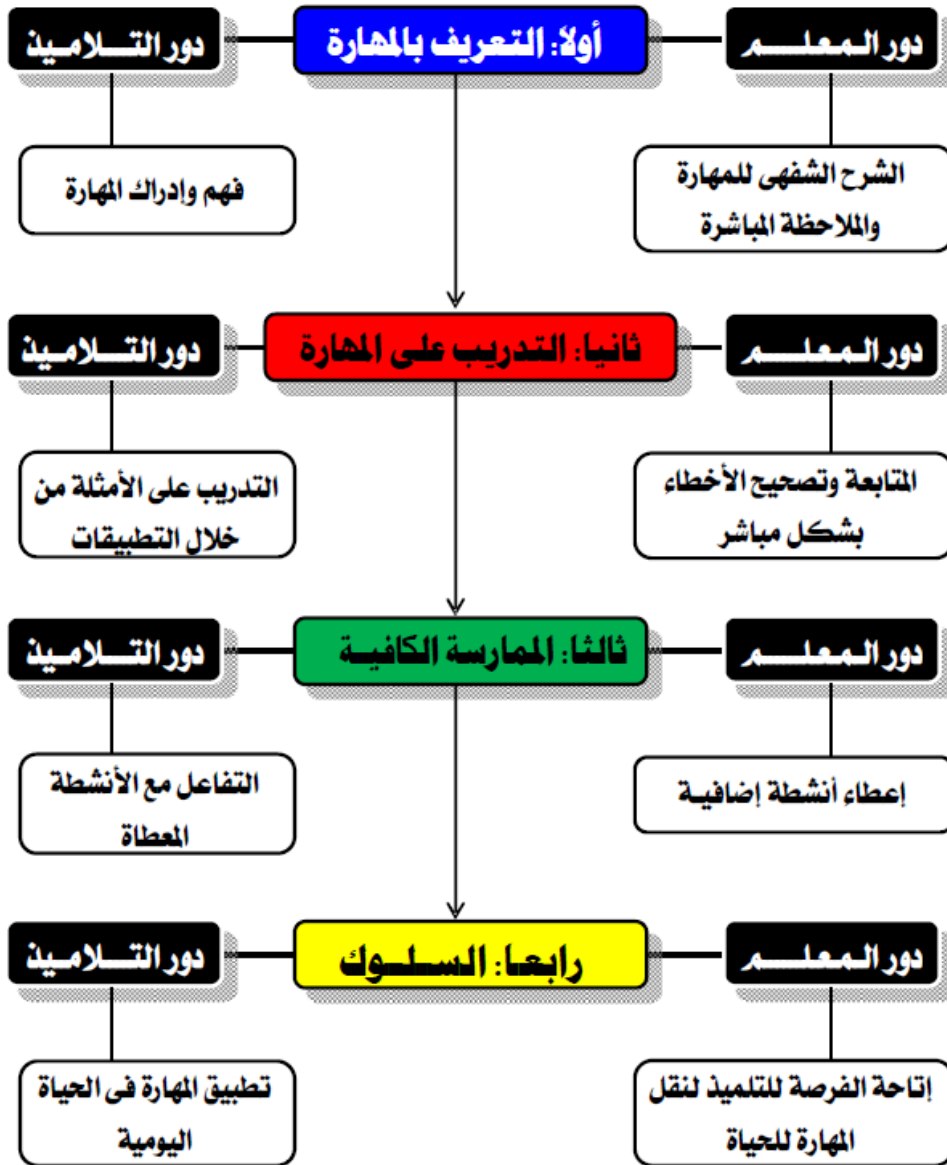 دور المعلم
أولاً: التعريف بالمهارة
دور التلاميذ
الشرح الشفهى للمهارة
والملاحظة المباشرة
فهم وإدراك المهارة
دور المعلم
ثانيا: التدريب على المهارة
دور التلاميذ
المتابعة وتصحيح الأخطاء
بشكل مباشر
التدريب على الأمثلة من
خلال التطبيقات
دور المعلم
ثالثا: الممارسة الكافية
دور التلاميذ
إعطاء أنشطة إضافية
التفاعل مع الأنشطة
المعطاة
دور المعلم
رابعا: السلوك
دور التلاميذ
إتاحة الفرصة للتلميذ لنقل
المهارة للحياة
تطبيق المهارة فى الحياة
اليومية